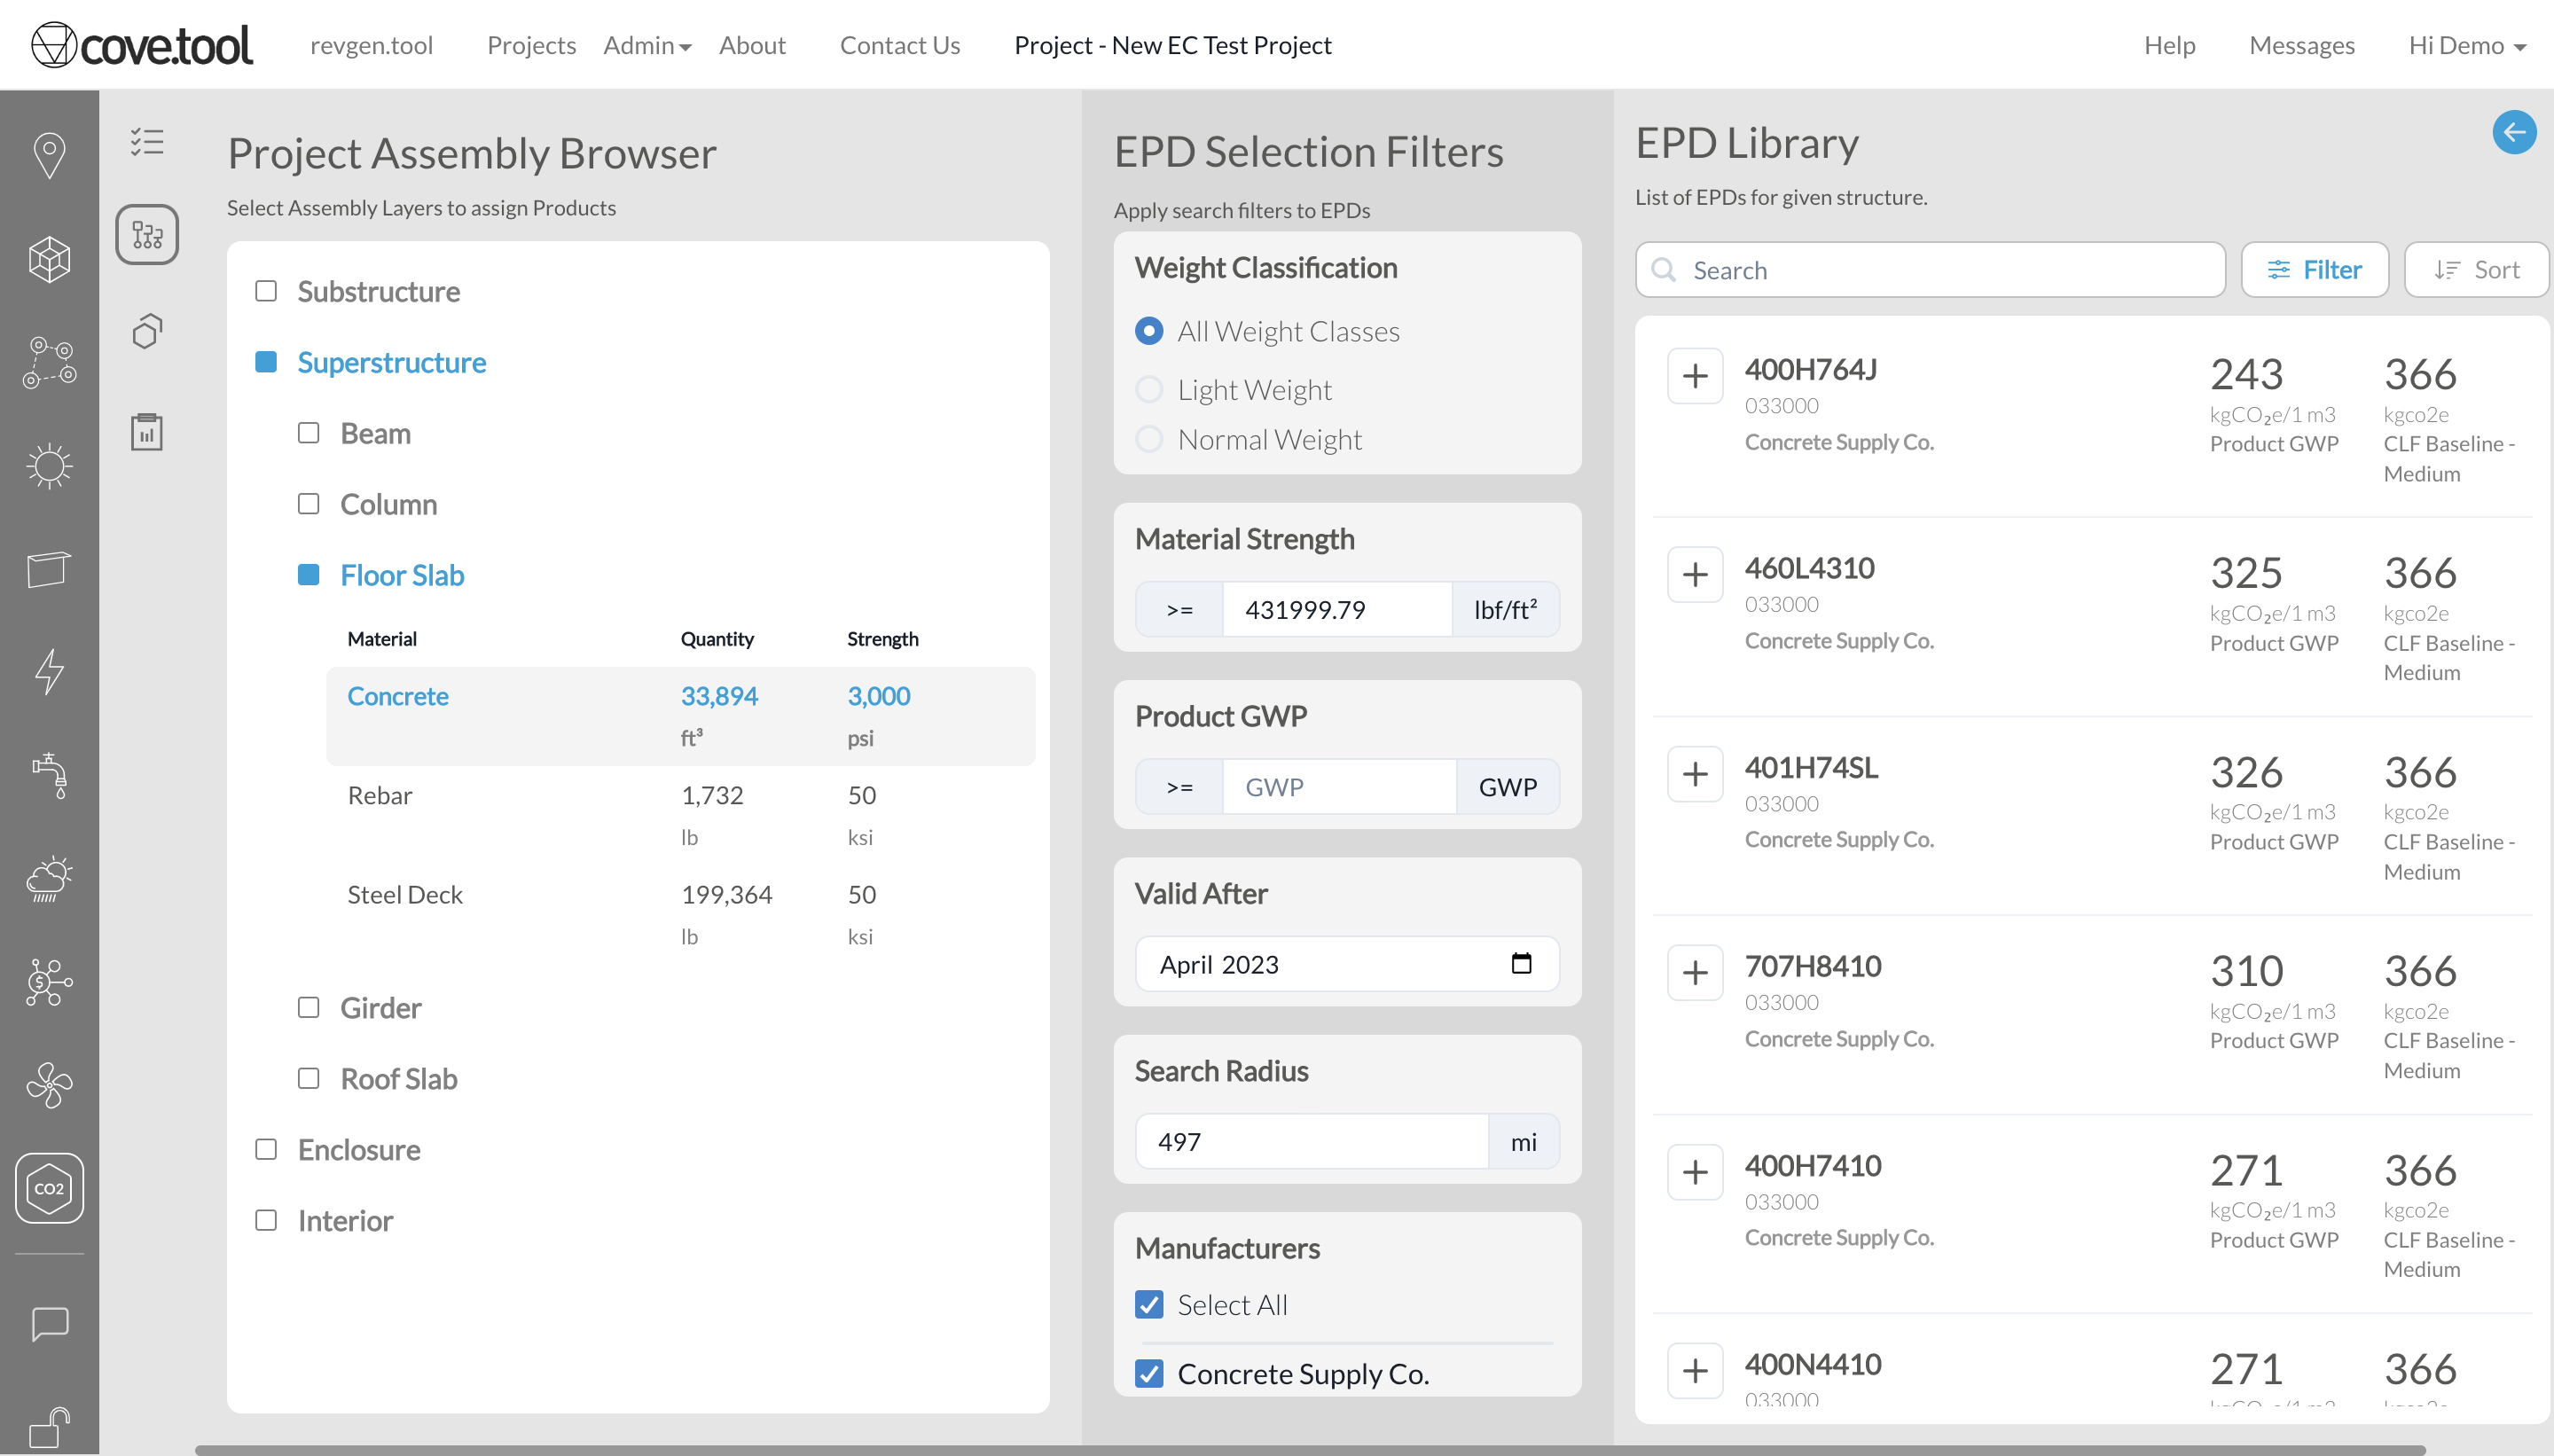 cove.tool
revgen.tool Projects Admin About Contact Us Project - New EC Test Project Help Messages Hi Demo
Project Assembly Browser
Select Assembly Layers to assign Products
Substructure
Superstructure
Beam
Column
Floor Slab
Material Quantity Strength
Concrete 33,894 3,000
ft³ psi
Rebar 1,732 50
lb ksi
Steel Deck 199,364 50
lb ksi
Girder
Roof Slab
Enclosure
Interior
CO2
EPD Selection Filters
Apply search filters to EPDs
Weight Classification
All Weight Classes
Light Weight
Normal Weight
Material Strength
>= 431999.79 lbf/ft²
Product GWP
>= GWP GWP
Valid After
April 2023
Search Radius
497 mi
Manufacturers
Select All
Concrete Supply Co.
EPD Library
List of EPDs for given structure.
Search Filter Sort
400H764J 243 366
033000 kgCO₂e/1 m3 kgco2e
Concrete Supply Co. Product GWP CLF Baseline -
Medium
460L4310 325 366
033000 kgCO₂e/1 m3 kgco2e
Concrete Supply Co. Product GWP CLF Baseline -
Medium
401H74SL 326 366
033000 kgCO₂e/1 m3 kgco2e
Concrete Supply Co. Product GWP CLF Baseline -
Medium
707H8410 310 366
033000 kgCO₂e/1 m3 kgco2e
Concrete Supply Co. Product GWP CLF Baseline -
Medium
400H7410 271 366
033000 kgCO₂e/1 m3 kgco2e
Concrete Supply Co. Product GWP CLF Baseline -
Medium
400N4410 271 366
033000